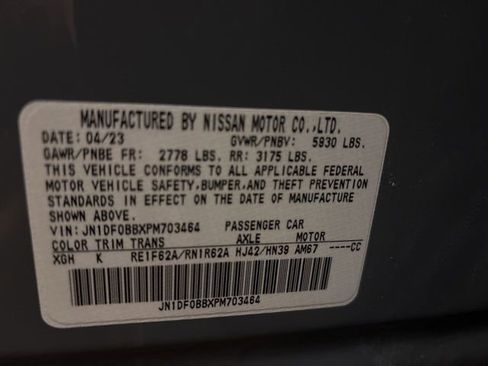 MANUFACTURED BY NISSAN MOTOR CO.,LTD.
DATE: 04/23 GVWR/PNBV: 5930 LBS.
GAWR/PNBE FR: 2778 LBS. RR: 3175 LBS.
THIS VEHICLE CONFORMS TO ALL APPLICABLE FEDERAL
MOTOR VEHICLE SAFETY,BUMPER,AND THEFT PREVENTION
STANDARDS IN EFFECT ON THE DATE OF MANUFACTURE
SHOWN ABOVE.
VIN: JN1DF0BBXPM703464 PASSENGER CAR
COLOR TRIM TRANS AXLE MOTOR
XGH K RE1F62A/RN1R62A HJ42/HN39 AM67 ----CC
JN1DF0BBXPM703464